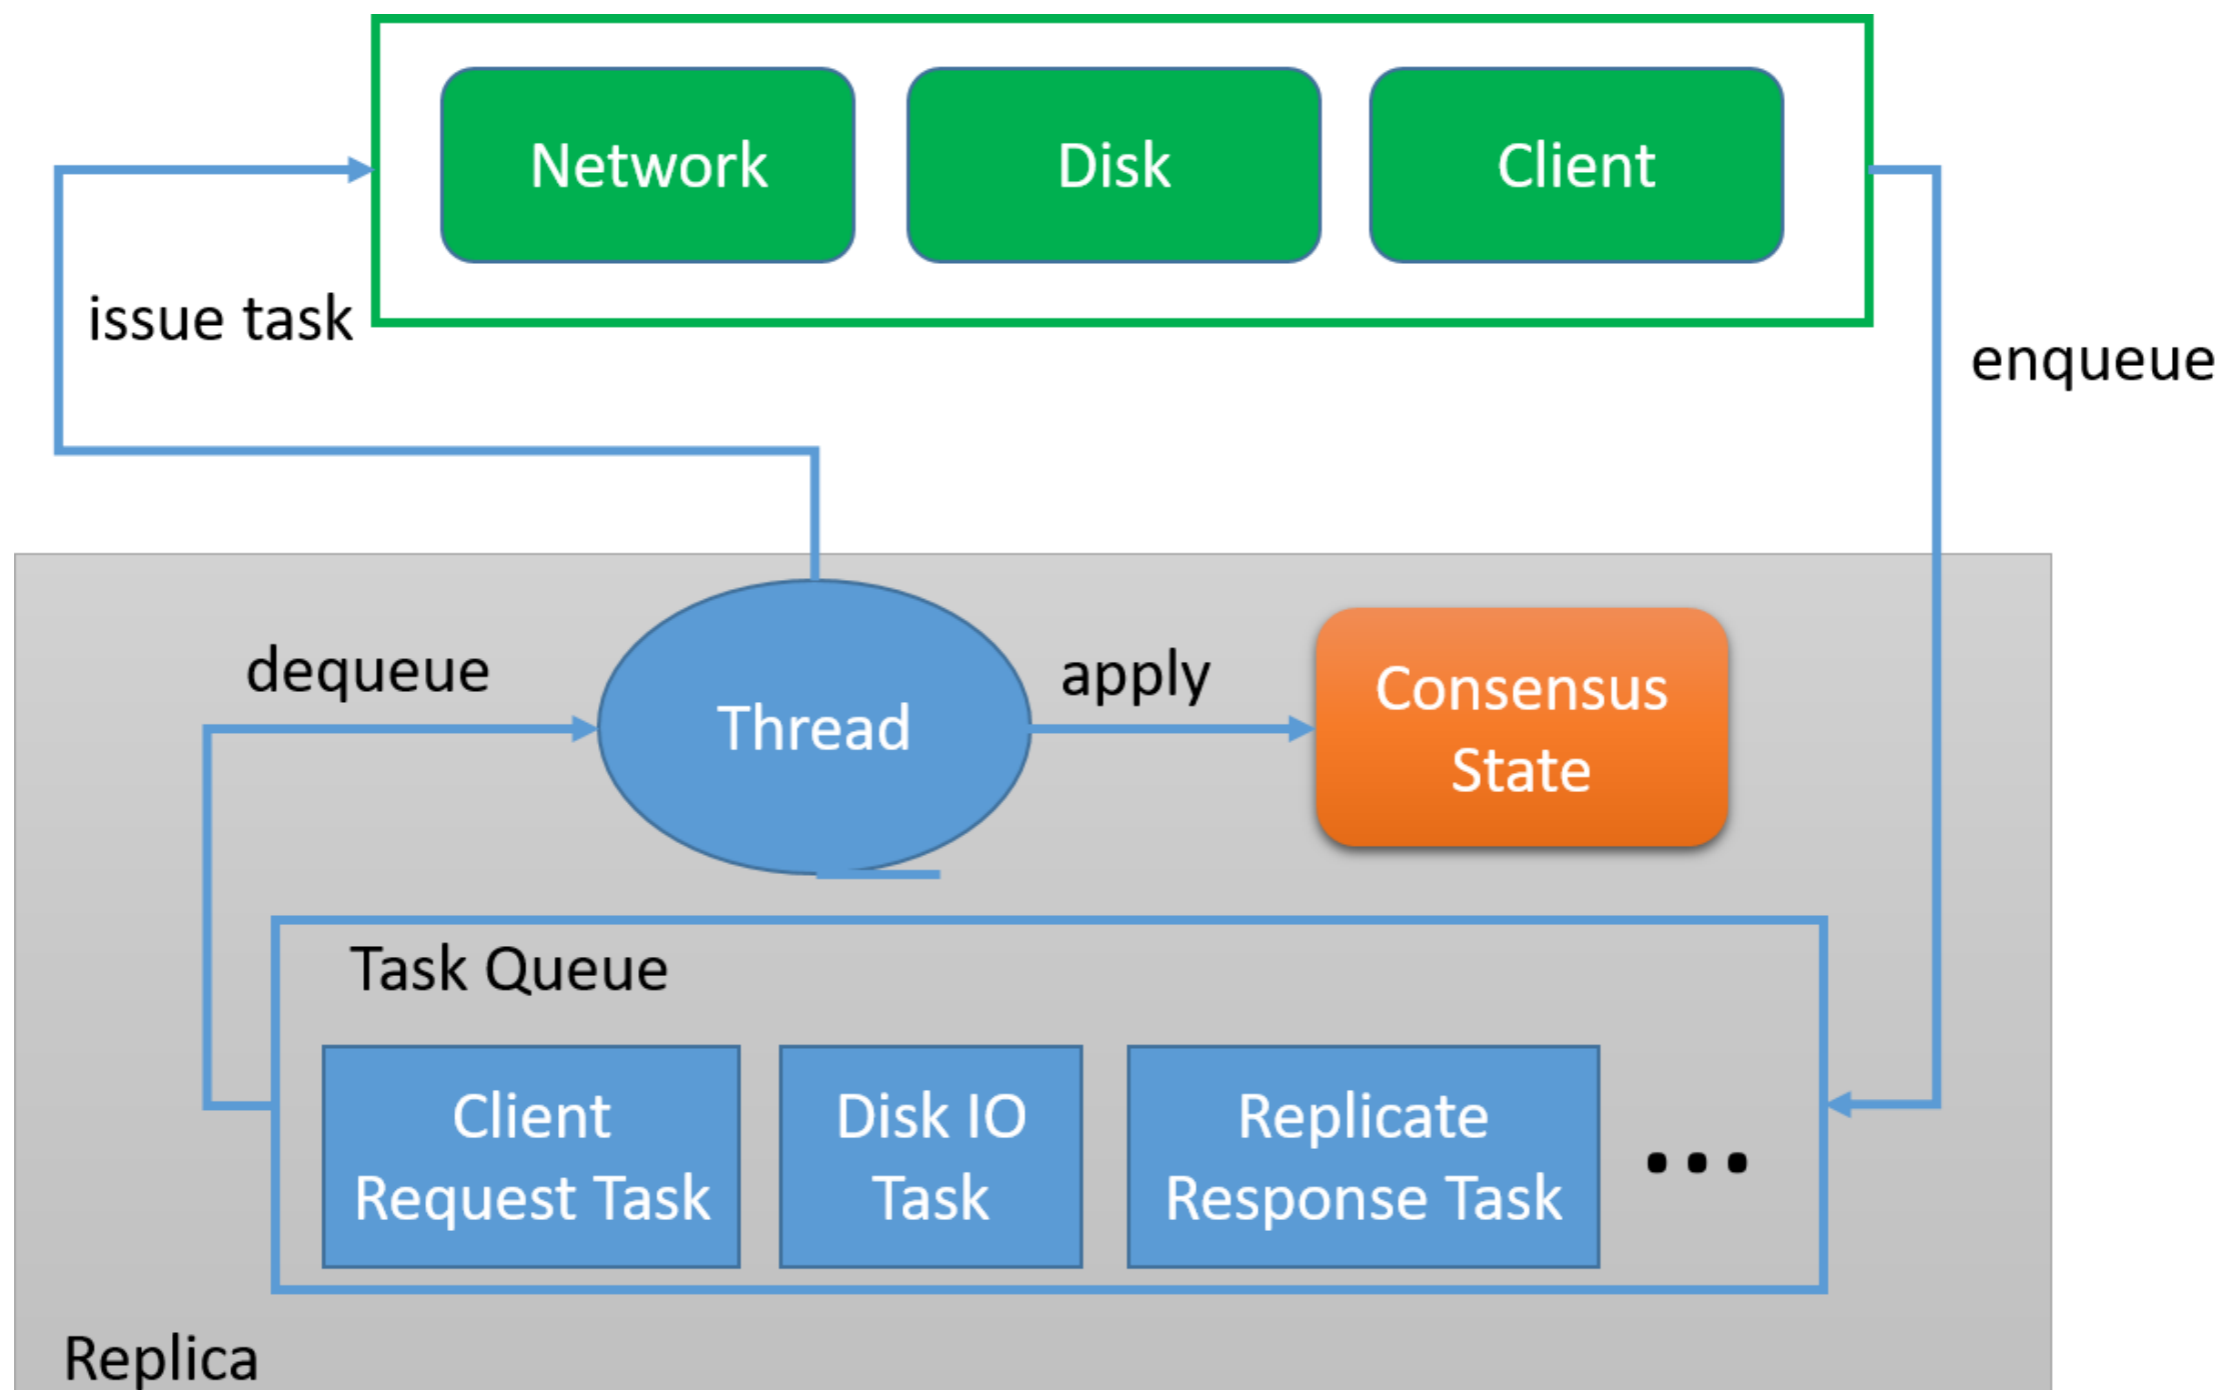 Network
Disk
Client
issue task
enqueue
dequeue
Thread
apply
Consensus
State
Task Queue
Client
Request Task
Disk IO
Task
Replicate
Response Task
...
Replica